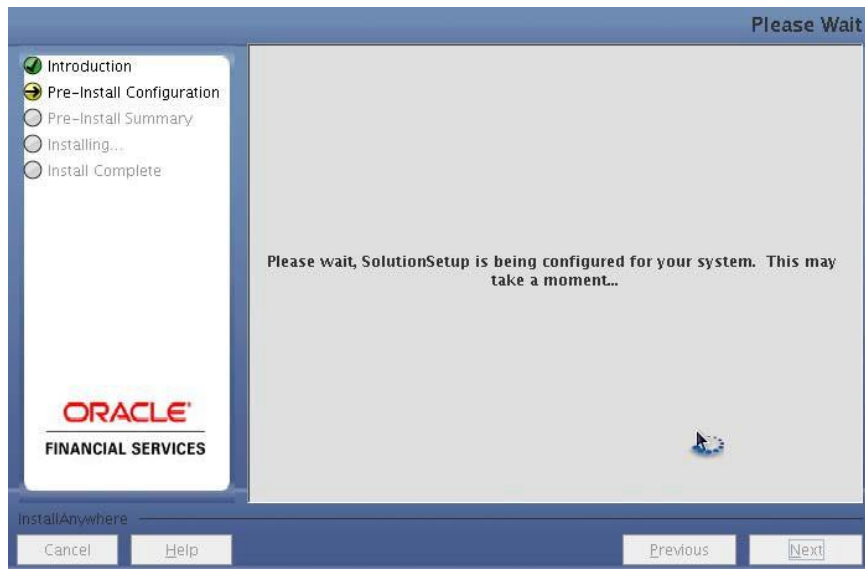 Please Wait
Introduction
Pre-Install Configuration
Pre-Install Summary
Installing...
Install Complete
Please wait, SolutionSetup is being configured for your system. This may
take a moment...
ORACLE'
FINANCIAL SERVICES
InstallAnywhere
Cancel Help Previous Next